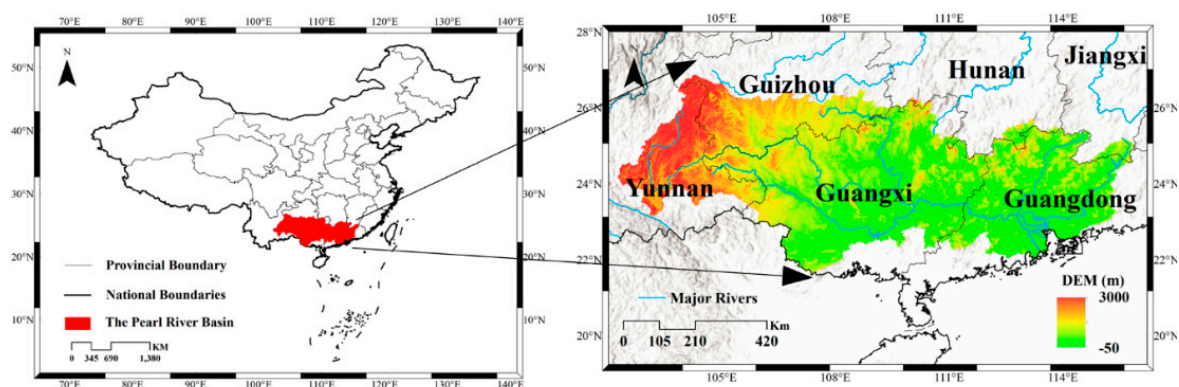 70°E 80°E 90°E 100°E 110°E 120°E 130°E 140°E
N
50°N
40°N
30°N
20°N
10°N
50°N
40°N
30°N
20°N
10°N
Provincial Boundary
National Boundaries
The Pearl River Basin
KM
0 345 690 1,380
70°E 80°E 90°E 100°E 110°E 120°E 130°E 140°E
105°E 108°E 111°E 114°E
28°N
26°N
24°N
22°N
20°N
Jiangxi
Hunan
Guizhou
Yunnan
Guangxi
Guangdong
Major Rivers
Km
0 105 210 420
DEM (m)
3000
-50
26°N
24°N
22°N
20°N
105°E 108°E 111°E 114°E